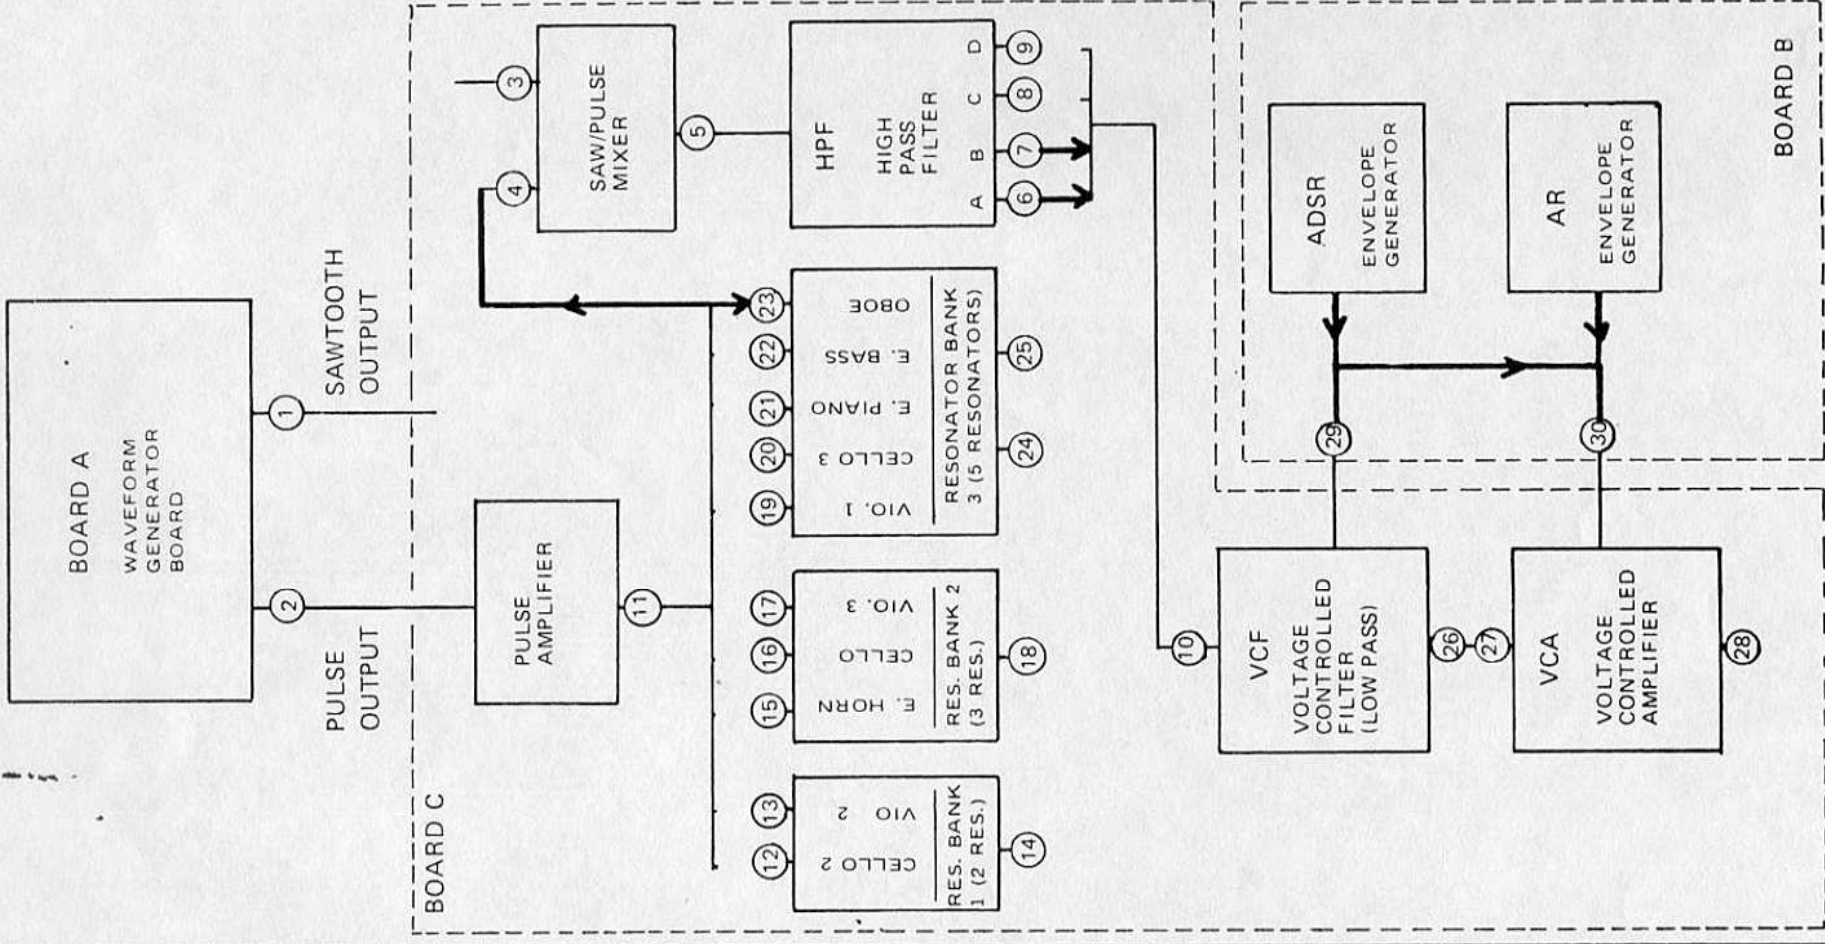 BOARD A
WAVEFORM
GENERATOR
BOARD
2
1
PULSE
OUTPUT
SAWTOOTH
OUTPUT
BOARD C
PULSE
AMPLIFIER
11
3
4
SAW/PULSE
MIXER
5
HPF
HIGH
PASS
FILTER
A
B
C
D
6
7
8
9
12
13
CELLO 2
VIO 2
RES. BANK
1 (2 RES.)
14
15
16
17
E. HORN
CELLO
VIO. 3
RES. BANK 2
(3 RES.)
18
19
20
21
22
23
VIO. 1
CELLO 3
E. PIANO
E. BASS
OBOE
RESONATOR BANK
3 (5 RESONATORS)
24
25
10
VCF
VOLTAGE
CONTROLLED
FILTER
(LOW PASS)
26
27
VCA
VOLTAGE
CONTROLLED
AMPLIFIER
28
29
30
ADSR
ENVELOPE
GENERATOR
AR
ENVELOPE
GENERATOR
BOARD B